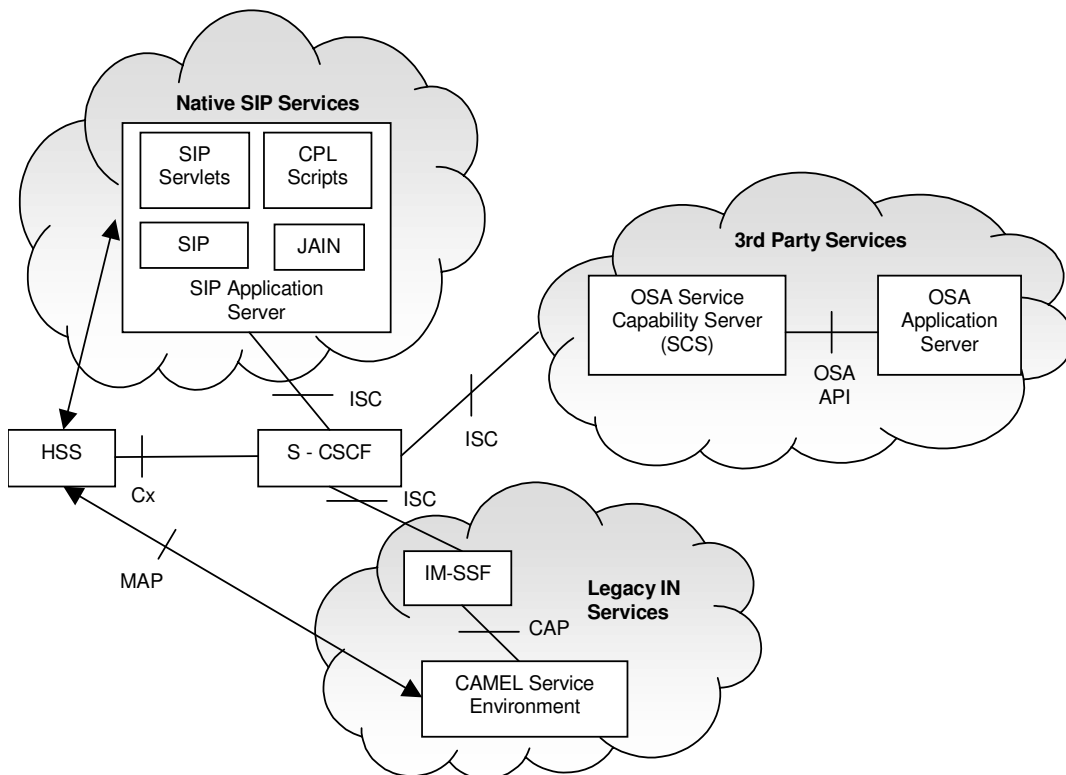 Native SIP Services
SIP
Servlets
CPL
Scripts
SIP
JAIN
SIP Application
Server
3rd Party Services
OSA Service
Capability Server
(SCS)
OSA
Application
Server
OSA
API
ISC
ISC
HSS
S - CSCF
Cx
ISC
MAP
IM-SSF
Legacy IN
Services
CAP
CAMEL Service
Environment